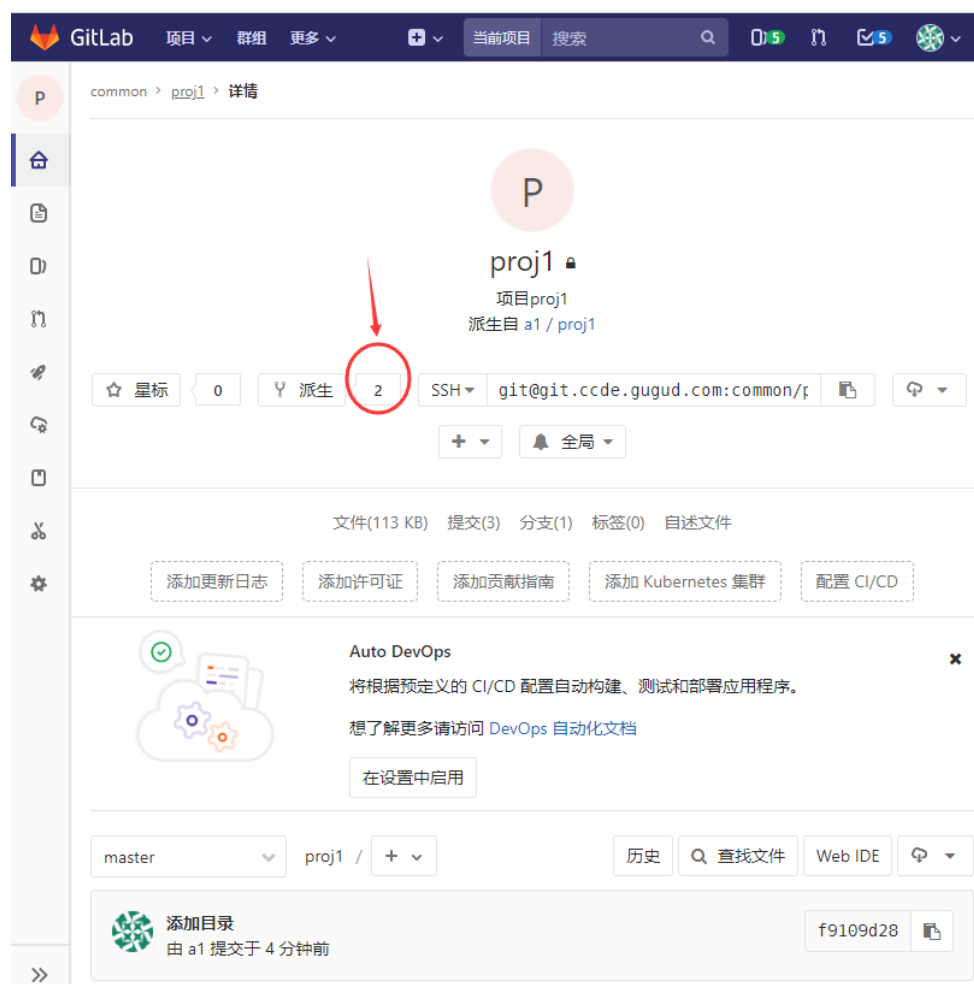 GitLab 项目 群组 更多 当前项目 搜索 5 5
P common > proj1 > 详情
P
proj1
项目proj1
派生自 a1 / proj1
星标 0 派生 2 SSH git@git.ccde.gugud.com:common/p
全局
文件(113 KB) 提交(3) 分支(1) 标签(0) 自述文件
添加更新日志 添加许可证 添加贡献指南 添加 Kubernetes 集群 配置 CI/CD
Auto DevOps
将根据预定义的 CI/CD 配置自动构建、测试和部署应用程序。
想了解更多请访问 DevOps 自动化文档
在设置中启用
master proj1 / + 历史 查找文件 Web IDE
添加目录
由 a1 提交于 4 分钟前
f9109d28